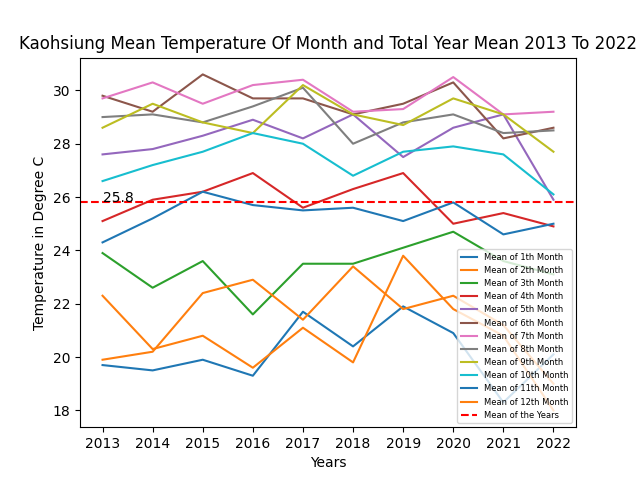 Kaohsiung Mean Temperature Of Month and Total Year Mean 2013 To 2022
Temperature in Degree C
30
28
26
24
22
20
18
25.8
Mean of 1th Month
Mean of 2th Month
Mean of 3th Month
Mean of 4th Month
Mean of 5th Month
Mean of 6th Month
Mean of 7th Month
Mean of 8th Month
Mean of 9th Month
Mean of 10th Month
Mean of 11th Month
Mean of 12th Month
Mean of the Years
2013 2014 2015 2016 2017 2018 2019 2020 2021 2022
Years